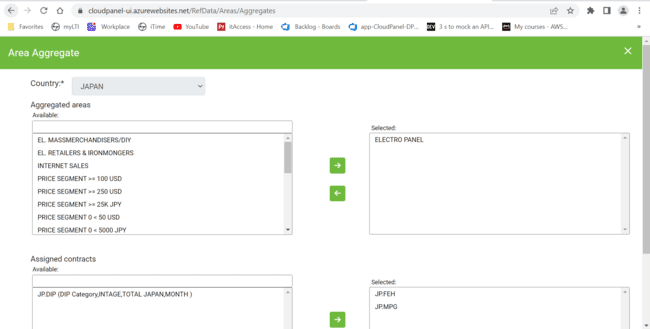 cloudpanel-ui.azurewebsites.net/RefData/Areas/Aggregates
Favorites myLTI Workplace iTime YouTube itAccess - Home Backlog - Boards app-CloudPanel-DP... DEV 3 s to mock an API... My courses - AWS... »
Area Aggregate
Country:* JAPAN
Aggregated areas
Available:
Selected:
EL. MASSMERCHANDISERS/DIY
EL. RETAILERS & IRONMONGERS
INTERNET SALES
PRICE SEGMENT >= 100 USD
PRICE SEGMENT >= 250 USD
PRICE SEGMENT >= 25K JPY
PRICE SEGMENT 0 < 50 USD
PRICE SEGMENT 0 < 5000 JPY
ELECTRO PANEL
Assigned contracts
Available:
Selected:
JP.DIP (DIP Category,INTAGE,TOTAL JAPAN,MONTH )
JP.FEH
JP.MPG